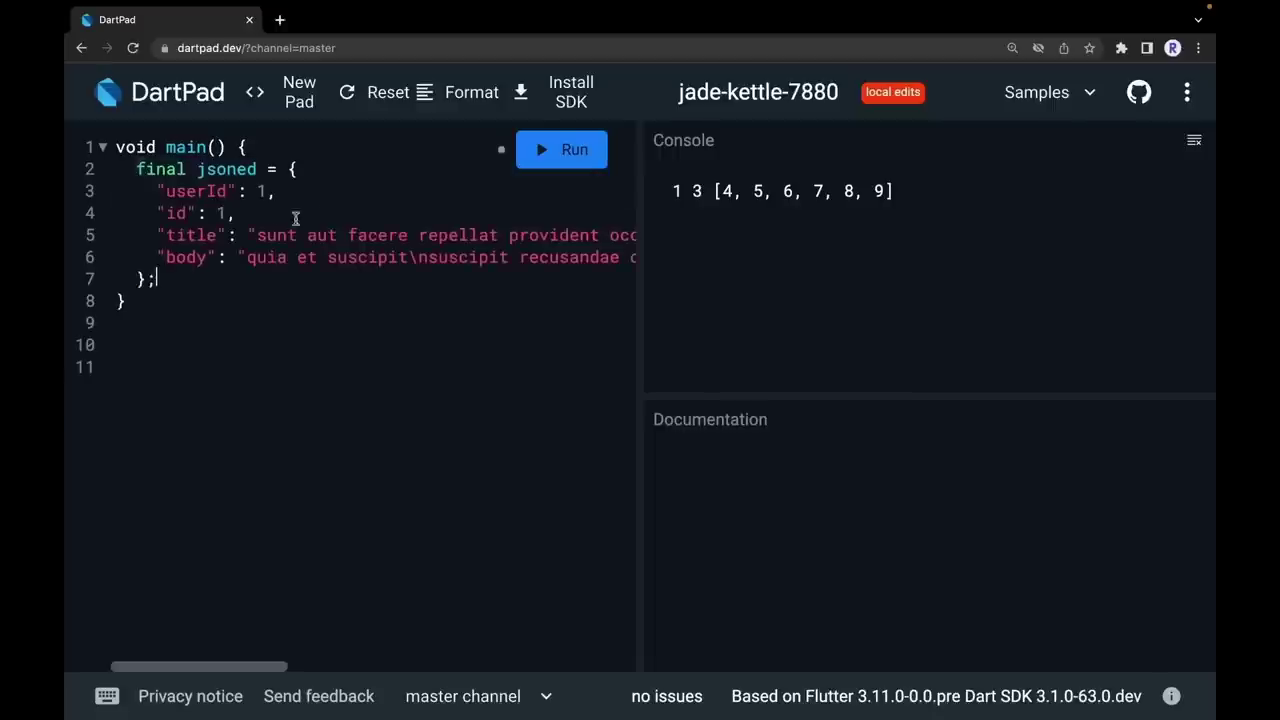 DartPad
dartpad.dev/?channel=master
R
DartPad
<> New Pad
Reset
Format
Install SDK
jade-kettle-7880
local edits
Samples
1 void main() {
2 final jsoned = {
3 "userId": 1,
4 "id": 1,
5 "title": "sunt aut facere repellat provident occ
6 "body": "quia et suscipit\nsuscipit recusandae c
7 };
8 }
9
10
11
Run
Console
1 3 [4, 5, 6, 7, 8, 9]
Documentation
Privacy notice
Send feedback
master channel
no issues
Based on Flutter 3.11.0-0.0.pre Dart SDK 3.1.0-63.0.dev